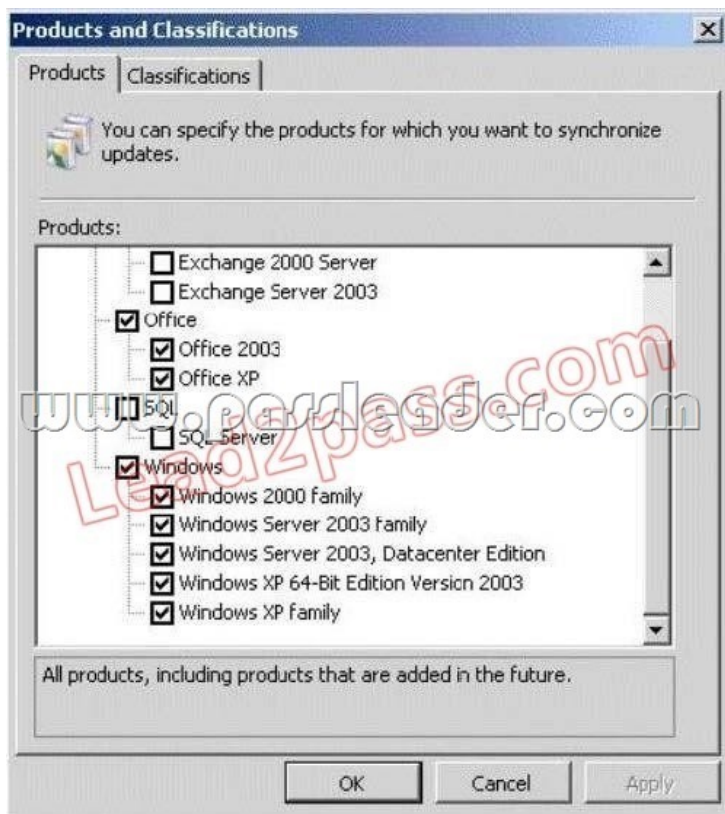 Products and Classifications
Products
Classifications
You can specify the products for which you want to synchronize
updates.
Products:
Exchange 2000 Server
Exchange Server 2003
Office
Office 2003
Office XP
SQL
SQL Server
Windows
Windows 2000 family
Windows Server 2003 family
Windows Server 2003, Datacenter Edition
Windows XP 64-Bit Edition Version 2003
Windows XP family
www.passleader.com
Lead2pass.com
All products, including products that are added in the future.
OK
Cancel
Apply